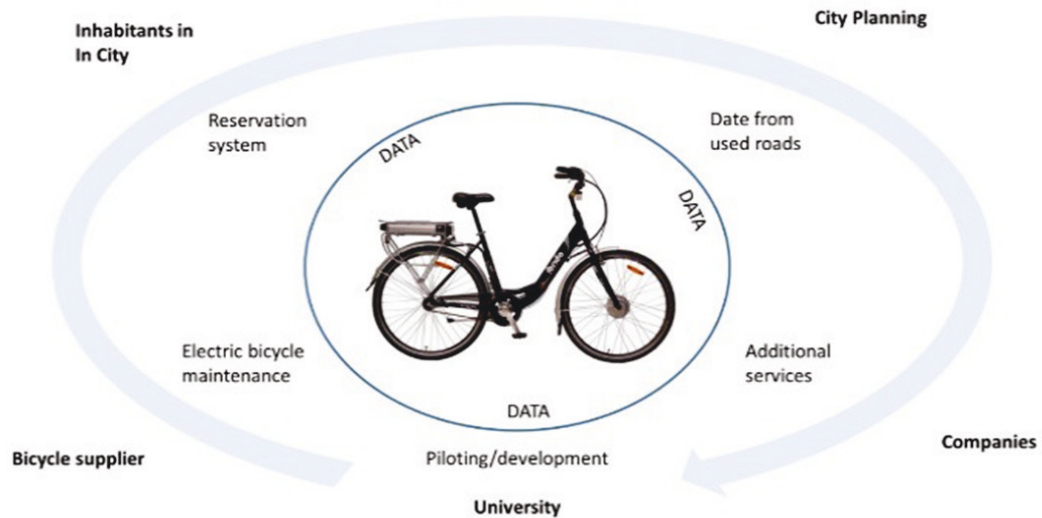 Inhabitants in
In City
City Planning
Reservation
system
Date from
used roads
DATA
DATA
Electric bicycle
maintenance
Additional
services
DATA
Bicycle supplier
Piloting/development
Companies
University